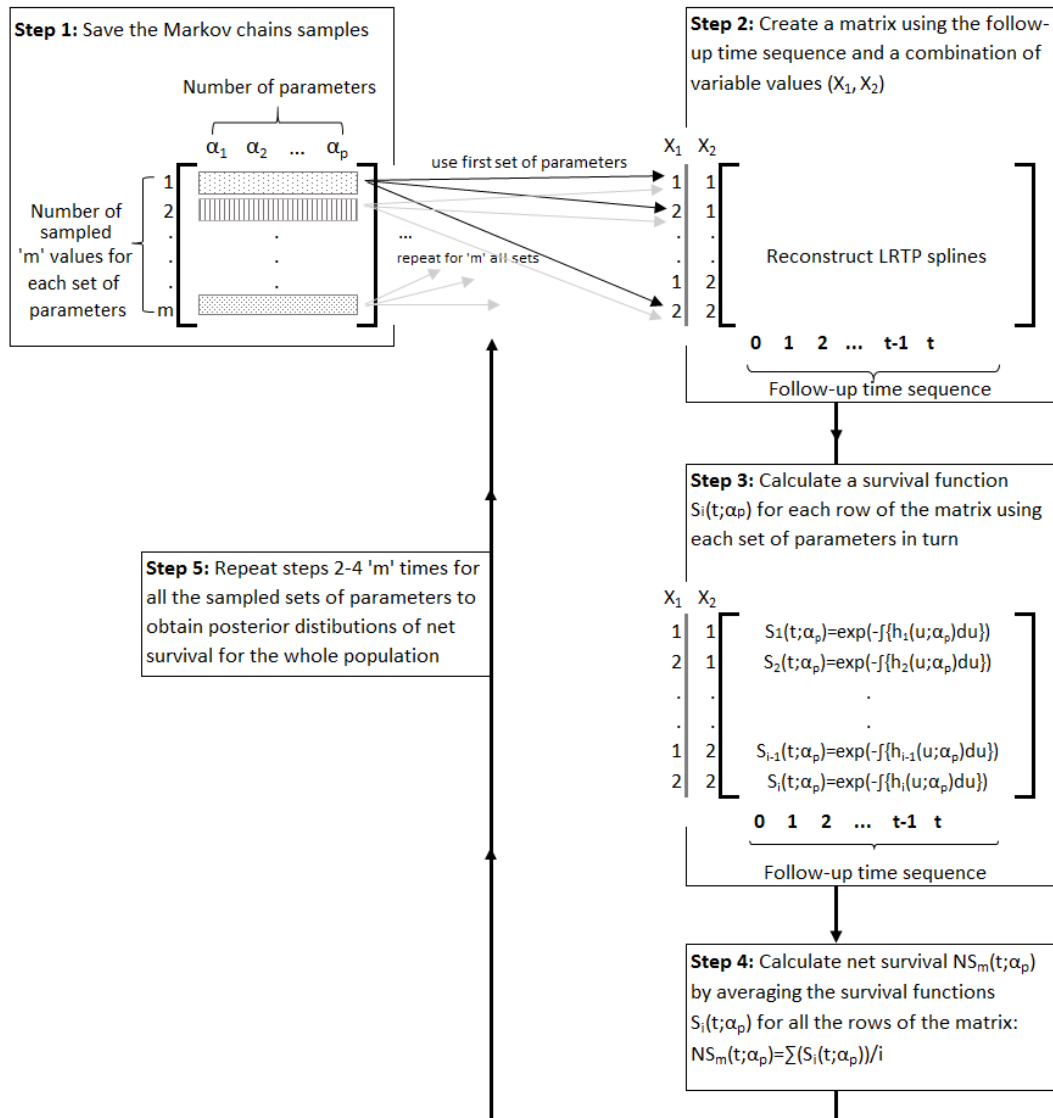 Step 1: Save the Markov chains samples
Number of parameters
α₁ α₂ ... αₚ
1
2
.
.
.
m
Number of
sampled
'm' values for
each set of
parameters
. .
. .
. .
use first set of parameters
...
repeat for 'm' all sets
Step 2: Create a matrix using the follow-
up time sequence and a combination of
variable values (X₁, X₂)
X₁ X₂
1 1
2 1
. .
. .
1 2
2 2
Reconstruct LRTP splines
0 1 2 ... t-1 t
Follow-up time sequence
Step 3: Calculate a survival function
Sᵢ(t;αₚ) for each row of the matrix using
each set of parameters in turn
X₁ X₂
1 1 S₁(t;αₚ)=exp(-∫{h₁(u;αₚ)du})
2 1 S₂(t;αₚ)=exp(-∫{h₂(u;αₚ)du})
. . .
. . .
1 2 Sᵢ₋₁(t;αₚ)=exp(-∫{hᵢ₋₁(u;αₚ)du})
2 2 Sᵢ(t;αₚ)=exp(-∫{hᵢ(u;αₚ)du})
0 1 2 ... t-1 t
Follow-up time sequence
Step 4: Calculate net survival NSₘ(t;αₚ)
by averaging the survival functions
Sᵢ(t;αₚ) for all the rows of the matrix:
NSₘ(t;αₚ)=∑(Sᵢ(t;αₚ))/i
Step 5: Repeat steps 2-4 'm' times for
all the sampled sets of parameters to
obtain posterior distibutions of net
survival for the whole population